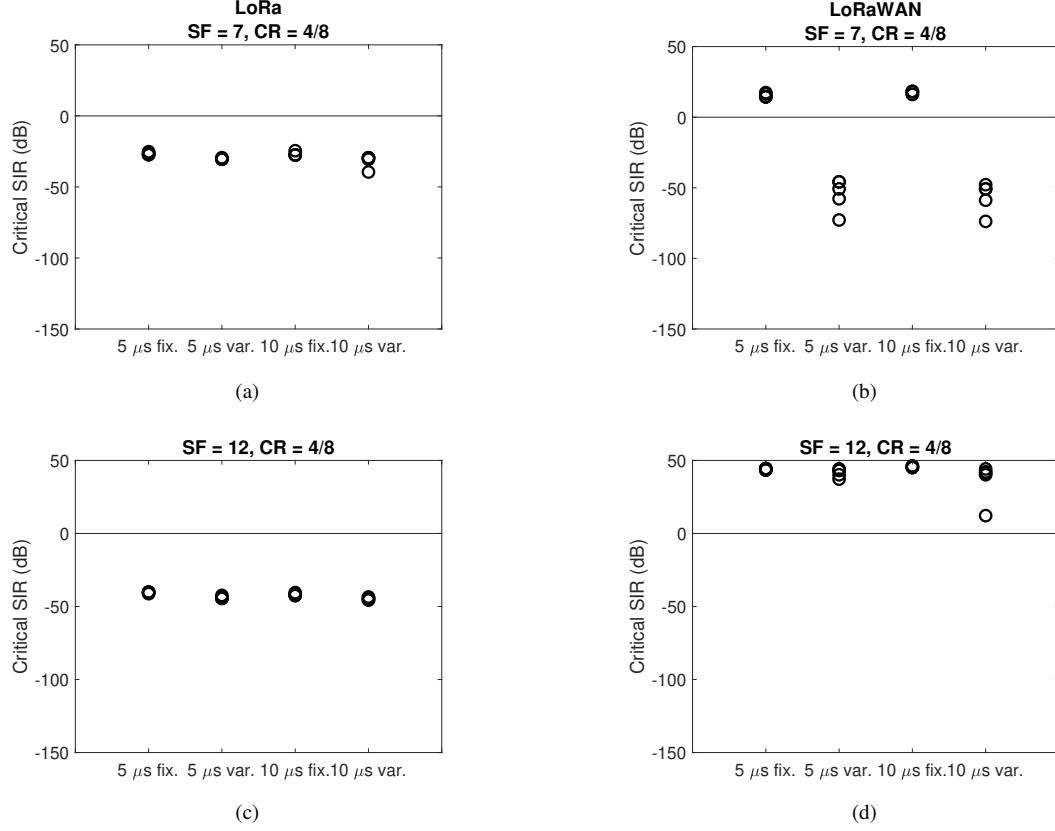 LoRa
SF = 7, CR = 4/8
50
0
-50
-100
-150
Critical SIR (dB)
5 μs fix. 5 μs var. 10 μs fix. 10 μs var.
(a)
LoRaWAN
SF = 7, CR = 4/8
50
0
-50
-100
-150
Critical SIR (dB)
5 μs fix. 5 μs var. 10 μs fix. 10 μs var.
(b)
SF = 12, CR = 4/8
50
0
-50
-100
-150
Critical SIR (dB)
5 μs fix. 5 μs var. 10 μs fix. 10 μs var.
(c)
SF = 12, CR = 4/8
50
0
-50
-100
-150
Critical SIR (dB)
5 μs fix. 5 μs var. 10 μs fix. 10 μs var.
(d)